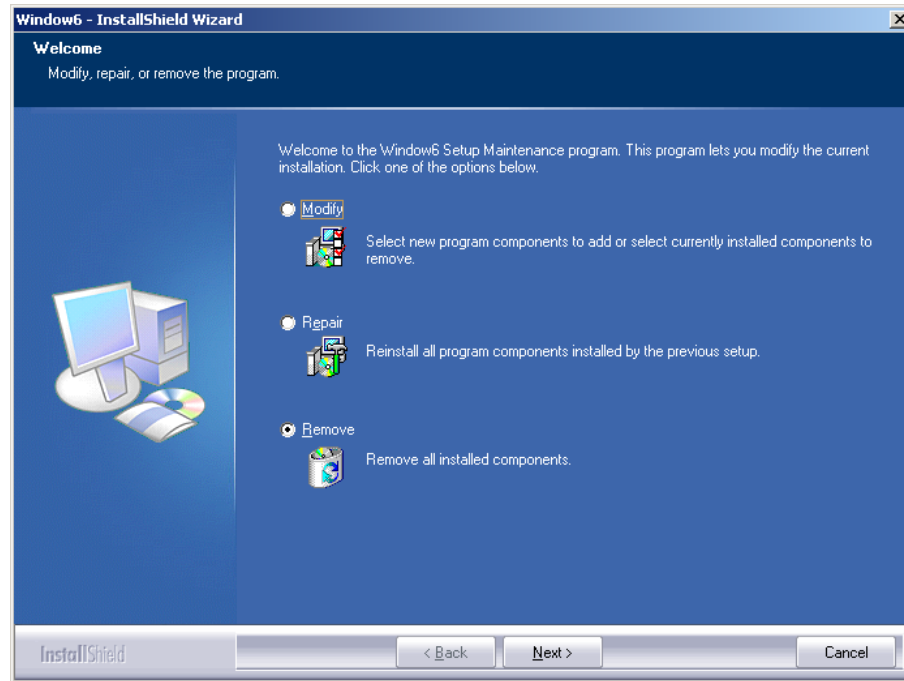 Window6 - InstallShield Wizard
Welcome
Modify, repair, or remove the program.
Welcome to the Window6 Setup Maintenance program. This program lets you modify the current
installation. Click one of the options below.
Modify
Select new program components to add or select currently installed components to
remove.
Repair
Reinstall all program components installed by the previous setup.
Remove
Remove all installed components.
InstallShield
< Back
Next >
Cancel